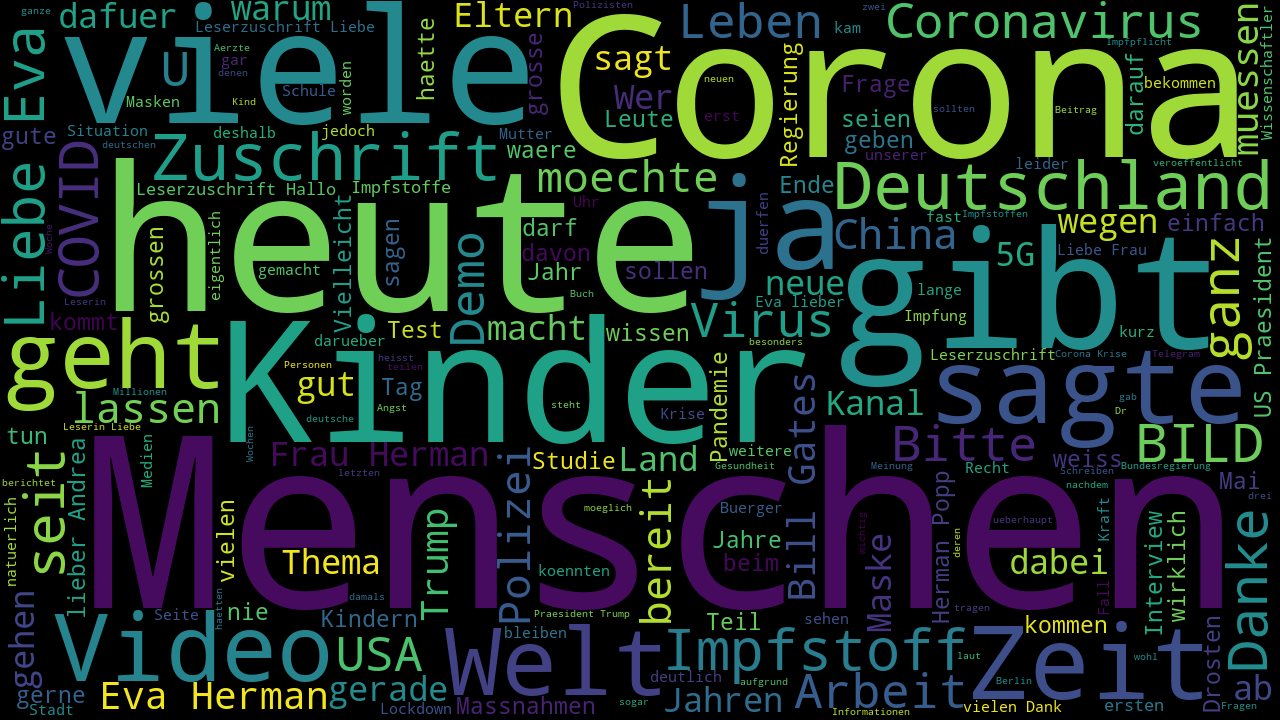 ganze
dafuer
viele
warum
Leserzuschrift Liebe
Eltern
Polizisten
Leben
kam
zwei
Coronavirus
muessen
Wissenschaftler
Eva
Liebe
U
Aerzte
gar
denen
haette
grosse
Corona
sagt
Wer
Leute
neuen
erst
Regierung
Frage
seien
geben
unserer
sollten
Impfpflicht
Beitrag
darauf
bekommen
Masken
Kind
Schule
worden
gute
Situation
deutschen
deshalb
jedoch
Mutter
waere
COVID
Zuschrift
Leserzuschrift Hallo
Impfstoffe
moechte
Uhr
Ende
leider
veroeffentlicht
Deutschland
heute
ja
duerfen
darf
davon
Jahr
sollen
China
fast
Impfstoffen
wegen
einfach
5G
Liebe Frau
Woche
Leserin
grossen
eigentlich
gemacht
Vielleicht
sagen
Demo
Buch
neue
Eva lieber
lange
Impfung
gibt
kurz
ganz
US Praesident
kommt
geht
darueber
Test
macht
wissen
Virus
besonders
Kinder
Personen
gut
heisst
teilen
Tag
Angst
deutsche
steht
Krise
Pandemie
Leserzuschrift
Corona Krise
Telegram
sagte
gab
Dr
Kanal
Millionen
lassen
Leserin Liebe
tun
lieber Andrea
Medien
Wochen
Frau Herman
letzten
Studie
Land
weitere
Gesundheit
Bill Gates
Meinung
Bitte
weiss
Recht
Schreiben
Bundesregierung
nachdem
BILD
Mai
drei
berichtet
seit
natuerlich
Menschen
vielen
Thema
Trump
Polizei
moeglich
bereit
Buerger
Jahre
beim
koennten
wichtig
Maske
Herman Popp
deren
ueberhaupt
dabei
Kraft
Fall
Interview
wirklich
Danke
gehen
Seite
haetten
nie
damals
Kindern
Praesident Trump
bleiben
Teil
sehen
tragen
kommen
Drosten
Video
USA
Welt
Impfstoff
laut
Zeit
wohl
gerne
Stadt
Eva Herman
gerade
Lockdown
Massnahmen
sogar
deutlich
Jahren
aufgrund
Arbeit
Informationen
Berlin
vielen Dank
ersten
ab
Fragen